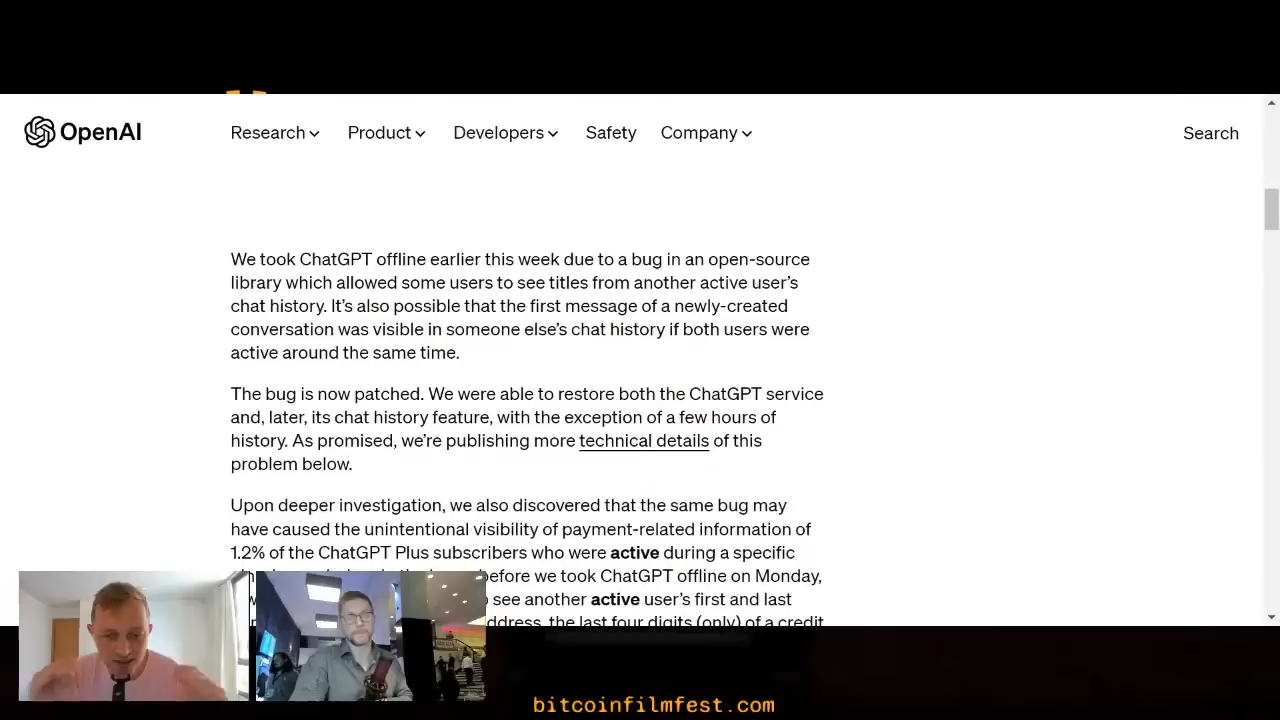 OpenAI
Research
Product
Developers
Safety
Company
Search
We took ChatGPT offline earlier this week due to a bug in an open-source
library which allowed some users to see titles from another active user’s
chat history. It’s also possible that the first message of a newly-created
conversation was visible in someone else’s chat history if both users were
active around the same time.
The bug is now patched. We were able to restore both the ChatGPT service
and, later, its chat history feature, with the exception of a few hours of
history. As promised, we’re publishing more technical details of this
problem below.
Upon deeper investigation, we also discovered that the same bug may
have caused the unintentional visibility of payment-related information of
1.2% of the ChatGPT Plus subscribers who were active during a specific
before we took ChatGPT offline on Monday,
see another active user’s first and last
the last four digits (only) of a credit
bitcoinfilmfest.com